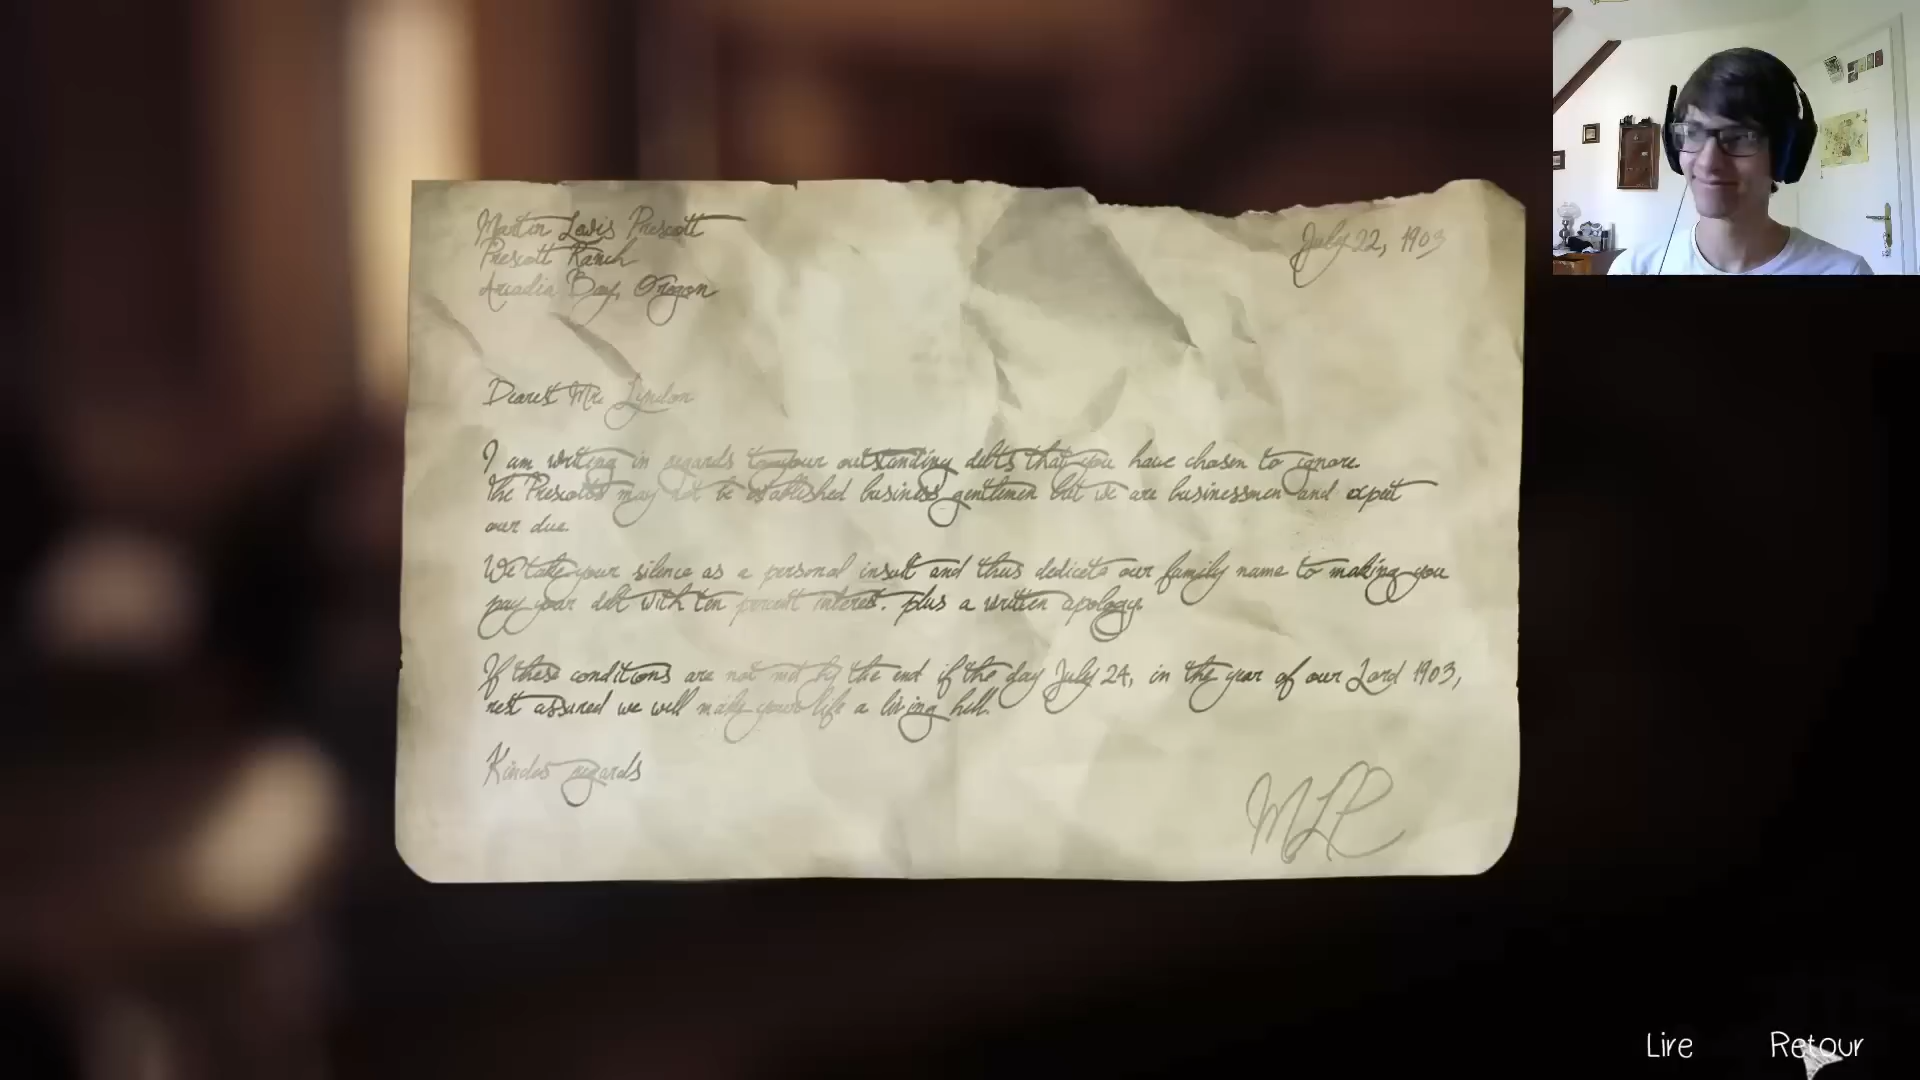 Martin Lewis Prescott
Prescott Ranch
Arcadia Bay, Oregon
July 22, 1903
Dearest Mr. Lyndon
I am writing in regards to your outstanding debts that you have chosen to ignore.
The Prescotts may not be established business gentlemen but we are businessmen and expect
our due.
We take your silence as a personal insult and thus dedicate our family name to making you
pay your debt with ten percent interest. plus a written apology.
If these conditions are not met by the end if the day July 24, in the year of our Lord 1903,
rest assured we will make your life a living hell.
regards
MLP
Lire
Retour